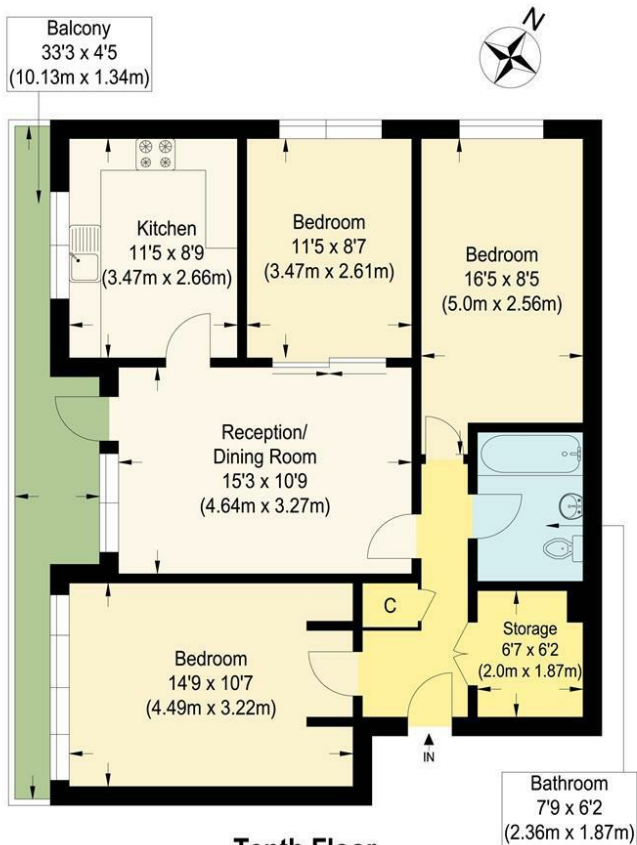 N
Balcony
33'3 x 4'5
(10.13m x 1.34m)
Kitchen
11'5 x 8'9
(3.47m x 2.66m)
Bedroom
11'5 x 8'7
(3.47m x 2.61m)
Bedroom
16'5 x 8'5
(5.0m x 2.56m)
Reception/
Dining Room
15'3 x 10'9
(4.64m x 3.27m)
C
Storage
6'7 x 6'2
(2.0m x 1.87m)
Bedroom
14'9 x 10'7
(4.49m x 3.22m)
IN
Bathroom
7'9 x 6'2
(2.36m x 1.87m)
Tenth Floor